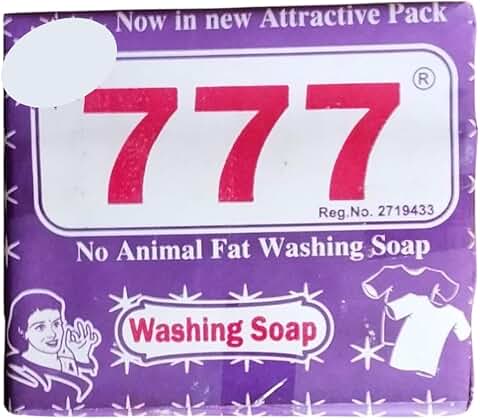 Now in new Attractive Pack
777®
Reg.No. 2719433
No Animal Fat Washing Soap
Washing Soap